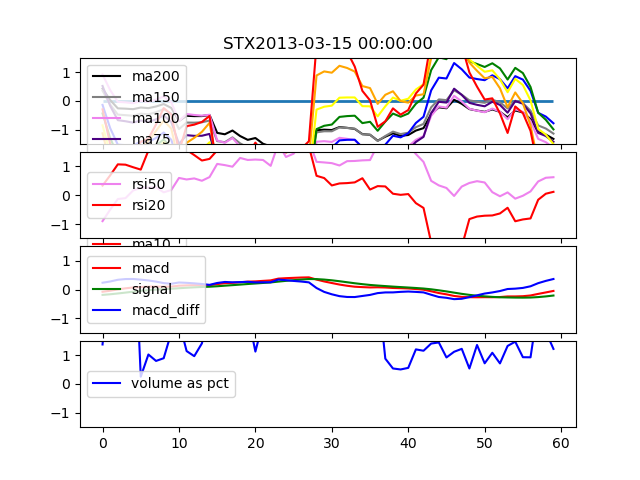 STX2013-03-15 00:00:00
1
0
−1
ma200
ma150
ma100
ma75
1
0
−1
rsi50
rsi20
ma10
1
0
−1
macd
signal
macd_diff
1
0
−1
volume as pct
0
10
20
30
40
50
60